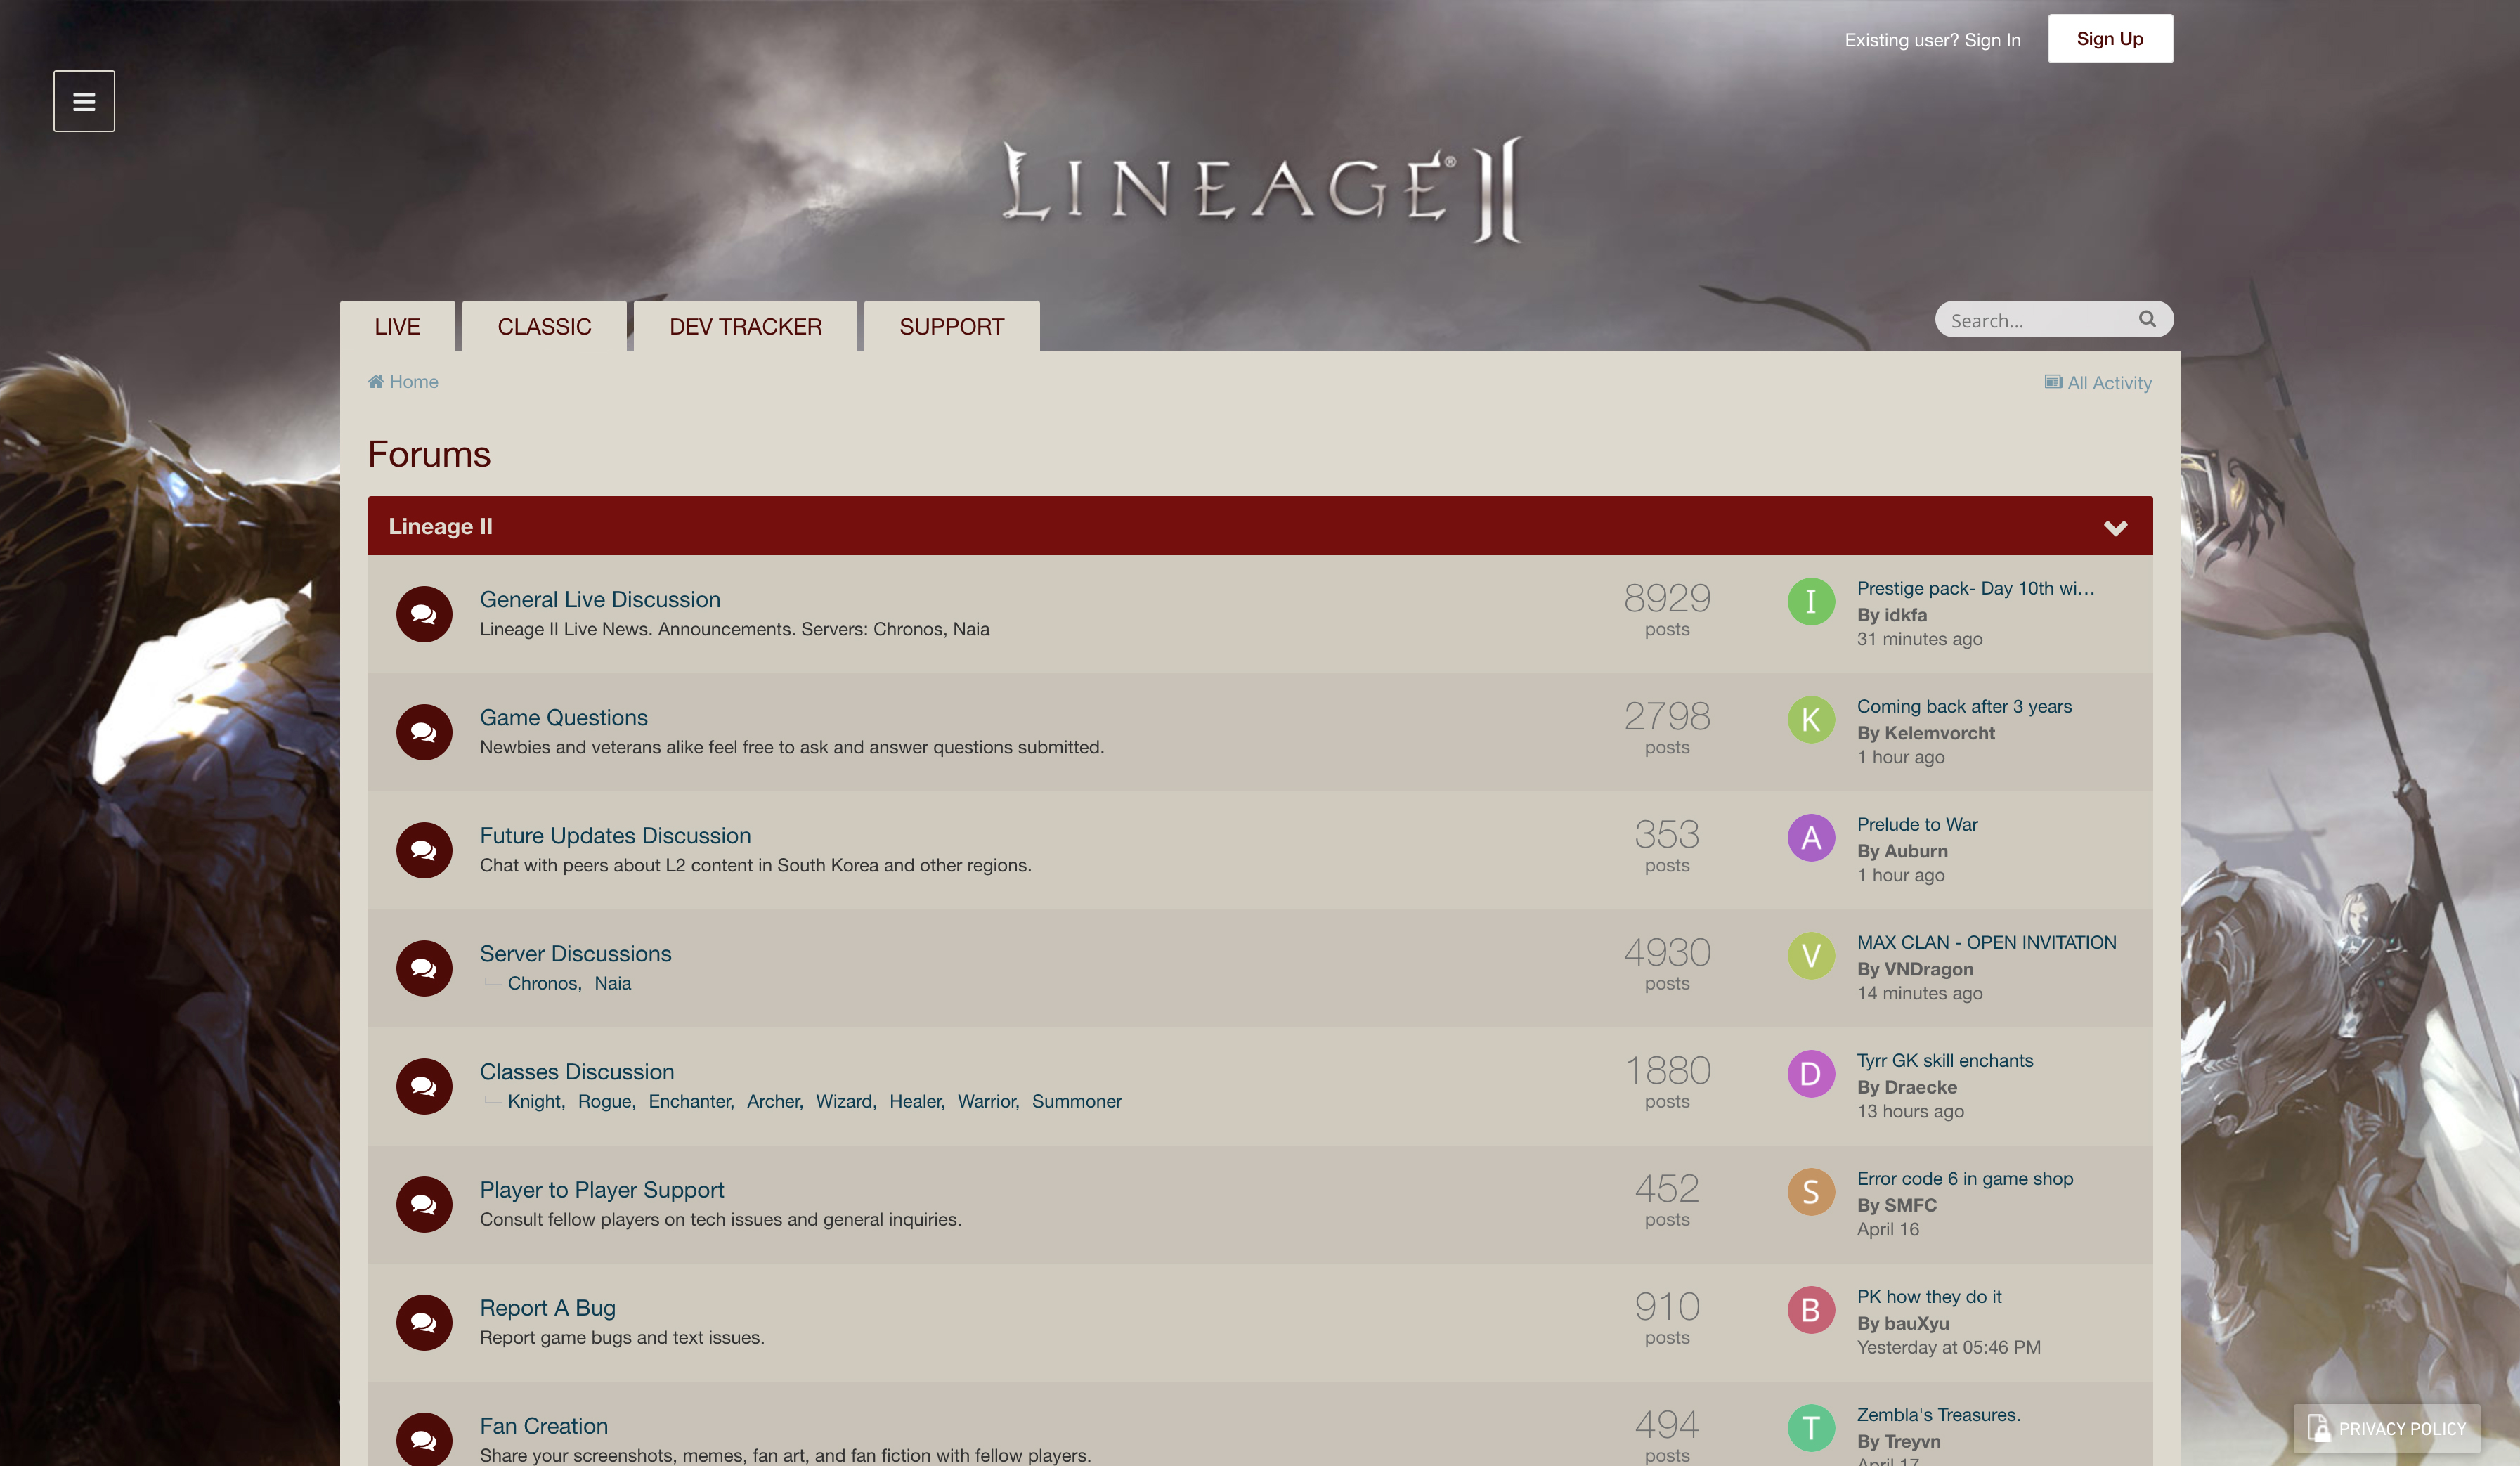 Existing user? Sign In
Sign Up
LINEAGE® II
LIVE
CLASSIC
DEV TRACKER
SUPPORT
Search...
Home
All Activity
Forums
Lineage II
General Live Discussion
Lineage II Live News. Announcements. Servers: Chronos, Naia
8929
posts
I
Prestige pack- Day 10th wi...
By idkfa
31 minutes ago
Game Questions
Newbies and veterans alike feel free to ask and answer questions submitted.
2798
posts
K
Coming back after 3 years
By Kelemvorcht
1 hour ago
Future Updates Discussion
Chat with peers about L2 content in South Korea and other regions.
353
posts
A
Prelude to War
By Auburn
1 hour ago
Server Discussions
Chronos, Naia
4930
posts
V
MAX CLAN - OPEN INVITATION
By VNDragon
14 minutes ago
Classes Discussion
Knight, Rogue, Enchanter, Archer, Wizard, Healer, Warrior, Summoner
1880
posts
D
Tyrr GK skill enchants
By Draecke
13 hours ago
Player to Player Support
Consult fellow players on tech issues and general inquiries.
452
posts
S
Error code 6 in game shop
By SMFC
April 16
Report A Bug
Report game bugs and text issues.
910
posts
B
PK how they do it
By bauXyu
Yesterday at 05:46 PM
Fan Creation
Share your screenshots, memes, fan art, and fan fiction with fellow players.
494
posts
T
Zembla's Treasures.
By Treyvn
April 17
PRIVACY POLICY